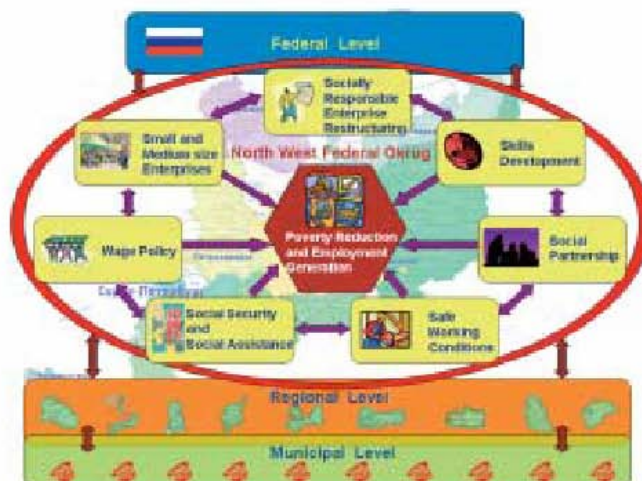 Federal Level
Socially
Responsible
Enterprise
Restructuring
Small and
Medium size
Enterprises
North West Federal Okrug
Skills
Development
Wage Policy
Poverty Reduction
and Employment
Generation
Social
Partnership
Social Security
and
Social Assistance
Safe
Working
Conditions
Regional Level
Municipal Level